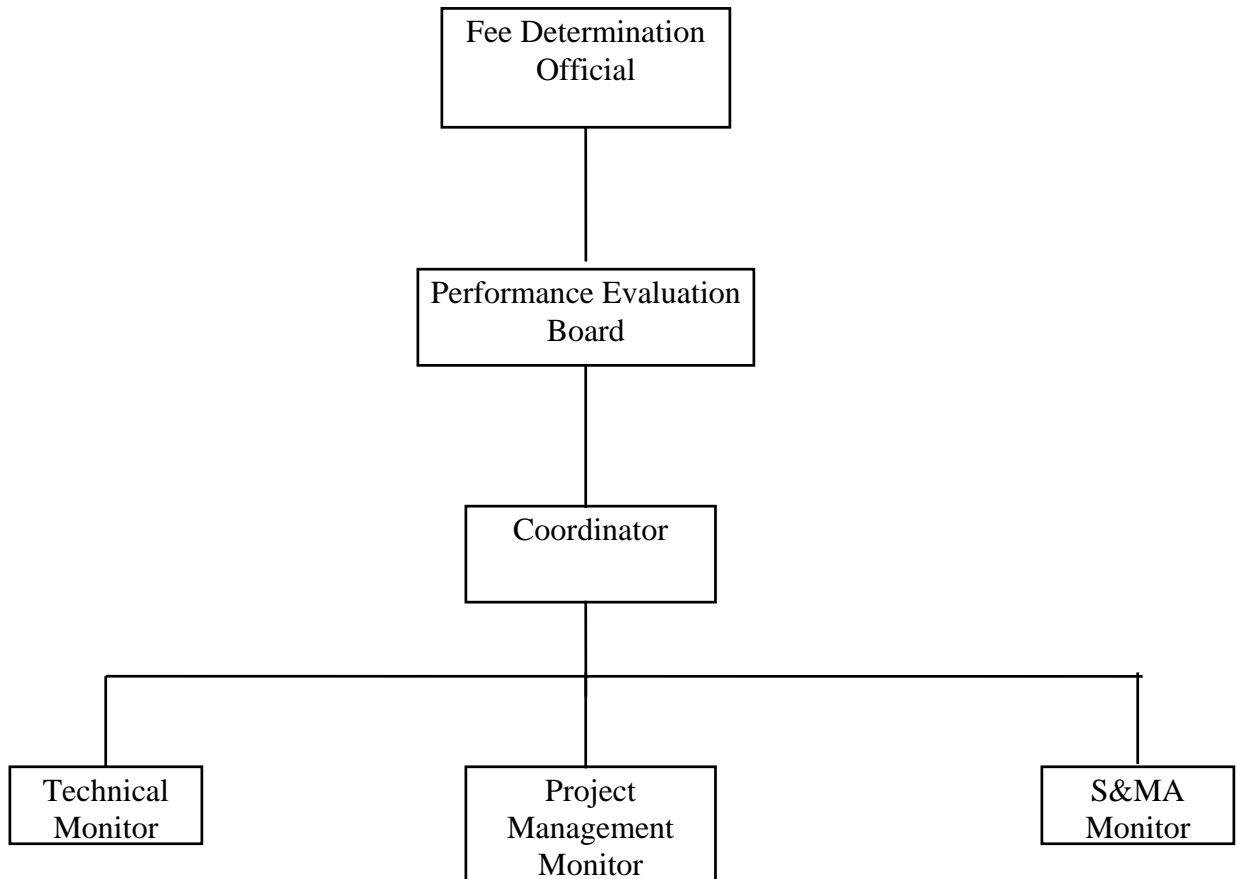 Fee Determination
Official
Performance Evaluation
Board
Coordinator
Technical
Monitor
Project
Management
Monitor
S&MA
Monitor